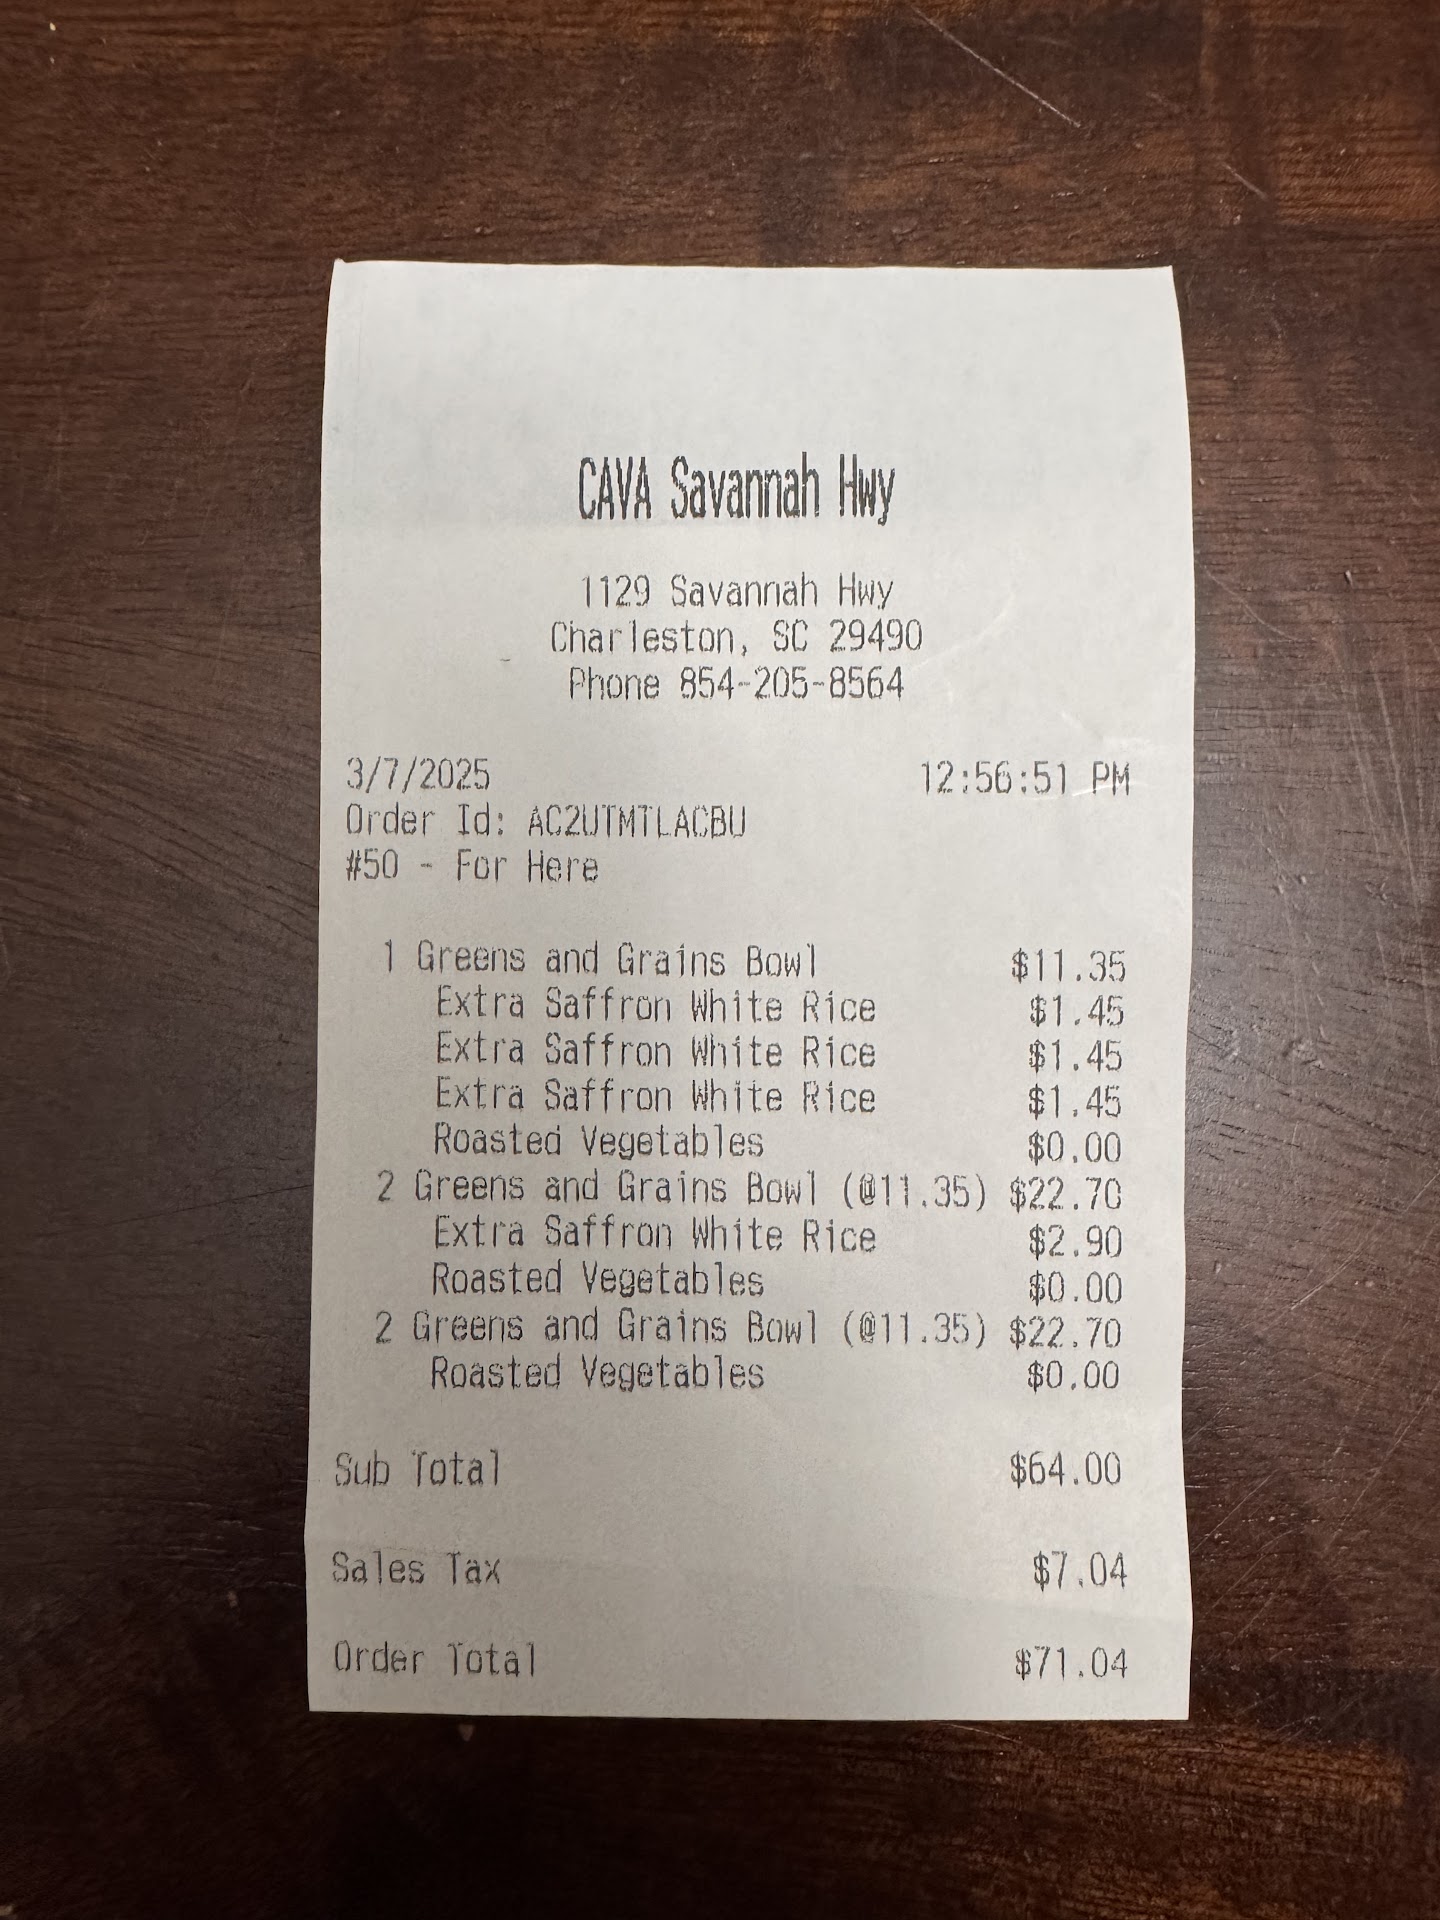 CAVA Savannah Hwy
1129 Savannah Hwy
Charleston, SC 29490
Phone 854-205-8564
3/7/2025 12:56:51 PM
Order Id: AC2UTMTLACBU
#50 - For Here
1 Greens and Grains Bowl $11.35
Extra Saffron White Rice $1.45
Extra Saffron White Rice $1.45
Extra Saffron White Rice $1.45
Roasted Vegetables $0.00
2 Greens and Grains Bowl (@11.35) $22.70
Extra Saffron White Rice $2.90
Roasted Vegetables $0.00
2 Greens and Grains Bowl (@11.35) $22.70
Roasted Vegetables $0.00
Sub Total $64.00
Sales Tax $7.04
Order Total $71.04